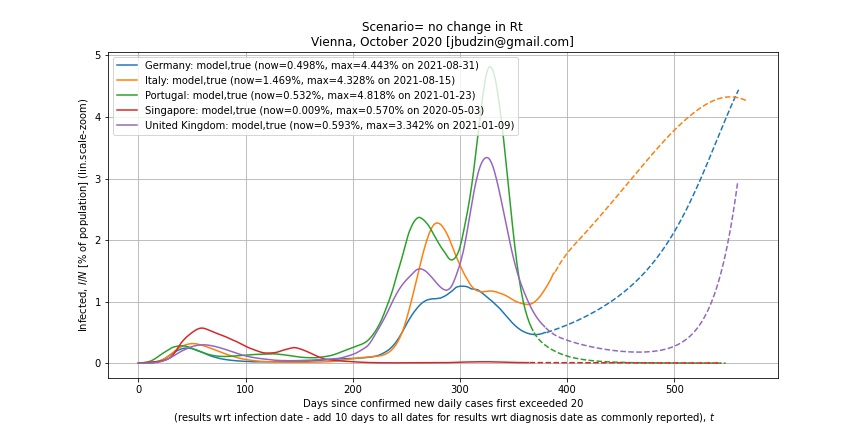 Scenario= no change in Rt
Vienna, October 2020 [jbudzin@gmail.com]
Germany: model,true (now=0.498%, max=4.443% on 2021-08-31)
Italy: model,true (now=1.469%, max=4.328% on 2021-08-15)
Portugal: model,true (now=0.532%, max=4.818% on 2021-01-23)
Singapore: model,true (now=0.009%, max=0.570% on 2020-05-03)
United Kingdom: model,true (now=0.593%, max=3.342% on 2021-01-09)
Infected, I/N [% of population] (lin.scale-zoom)
5
4
3
2
1
0
0 100 200 300 400 500
Days since confirmed new daily cases first exceeded 20
(results wrt infection date - add 10 days to all dates for results wrt diagnosis date as commonly reported), t